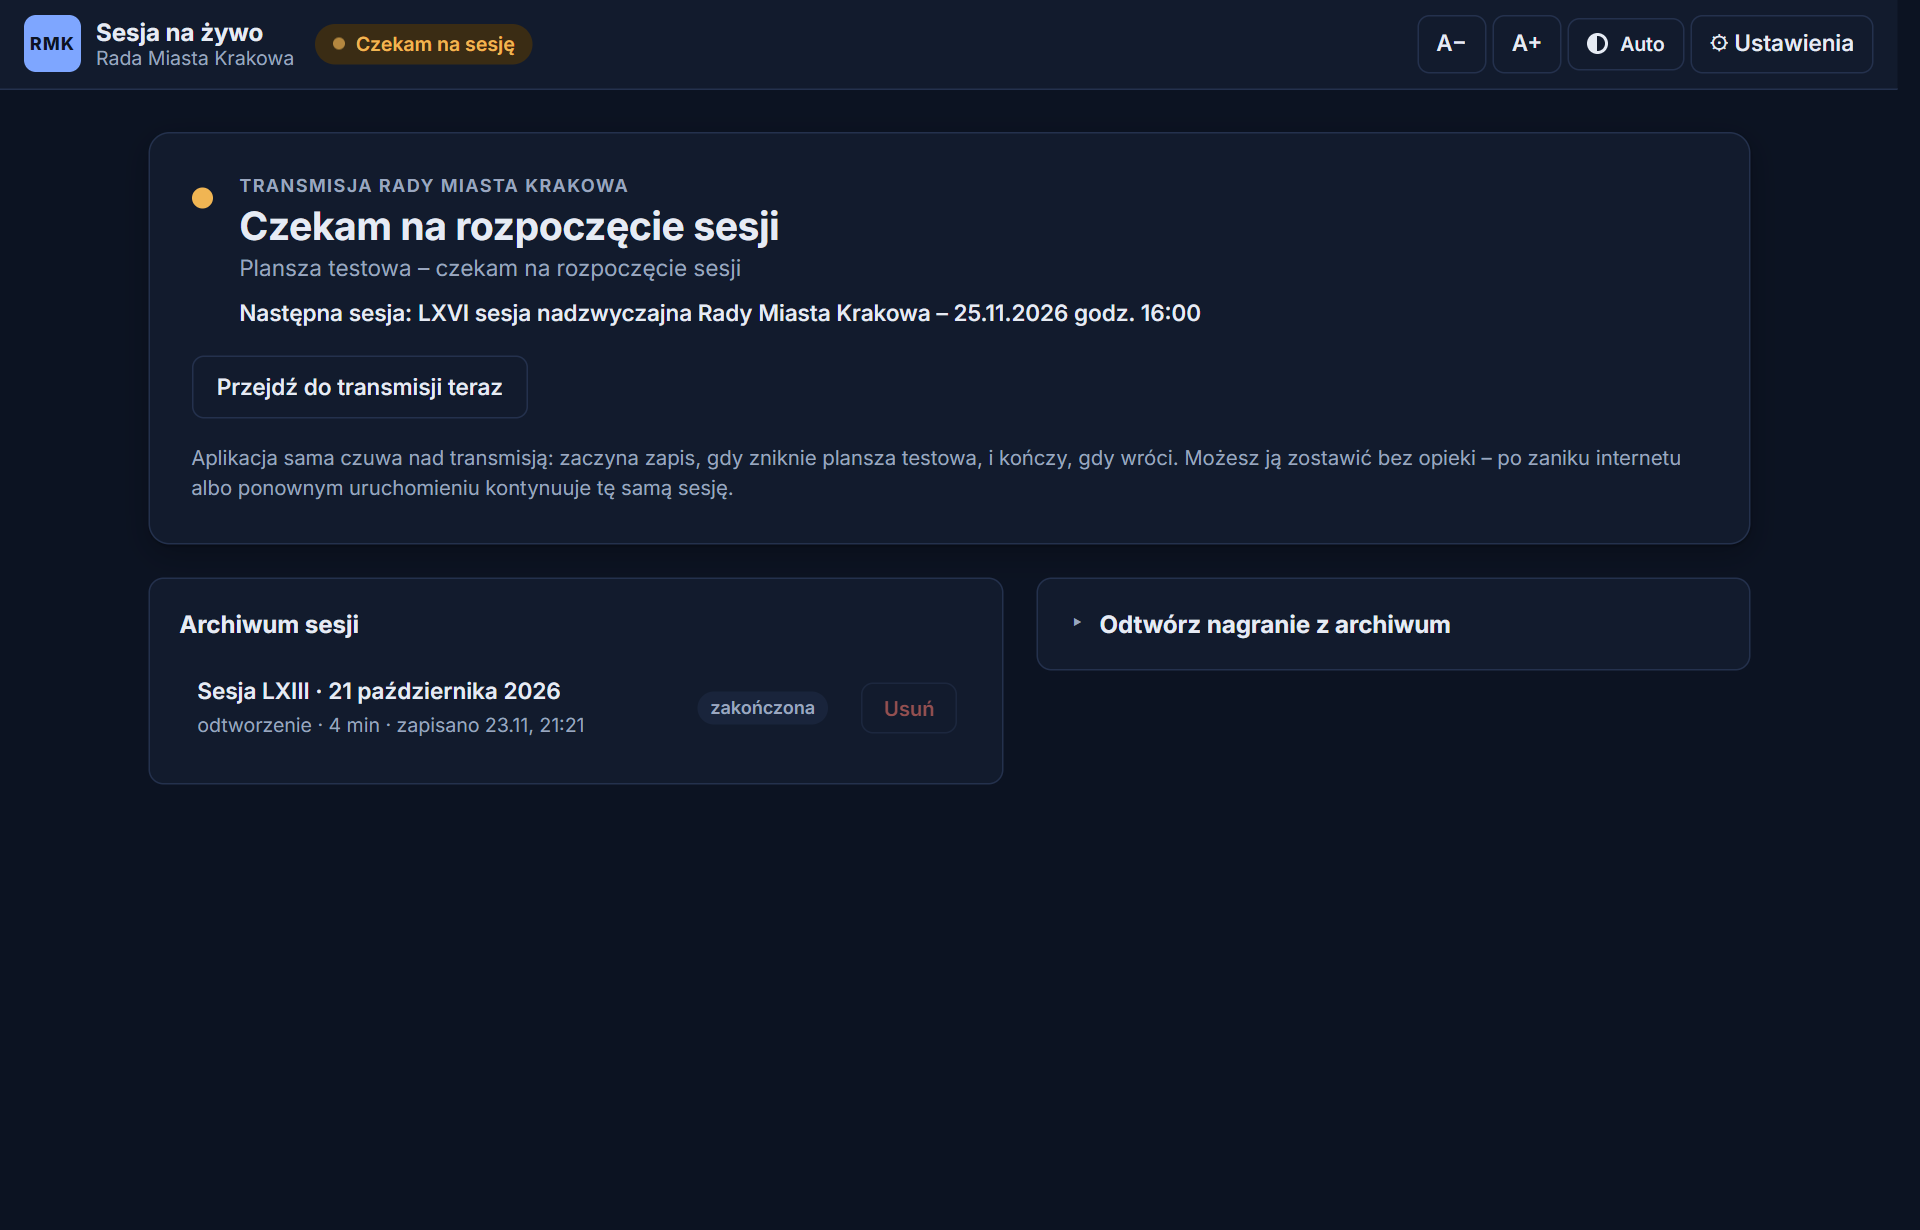 RMK
Sesja na żywo
Rada Miasta Krakowa
Czekam na sesję
A−
A+
Auto
Ustawienia
TRANSMISJA RADY MIASTA KRAKOWA
Czekam na rozpoczęcie sesji
Plansza testowa – czekam na rozpoczęcie sesji
Następna sesja: LXVI sesja nadzwyczajna Rady Miasta Krakowa – 25.11.2026 godz. 16:00
Przejdź do transmisji teraz
Aplikacja sama czuwa nad transmisją: zaczyna zapis, gdy zniknie plansza testowa, i kończy, gdy wróci. Możesz ją zostawić bez opieki – po zaniku internetu
albo ponownym uruchomieniu kontynuuje tę samą sesję.
Archiwum sesji
Sesja LXIII · 21 października 2026
odtworzenie · 4 min · zapisano 23.11, 21:21
zakończona
Usuń
Odtwórz nagranie z archiwum